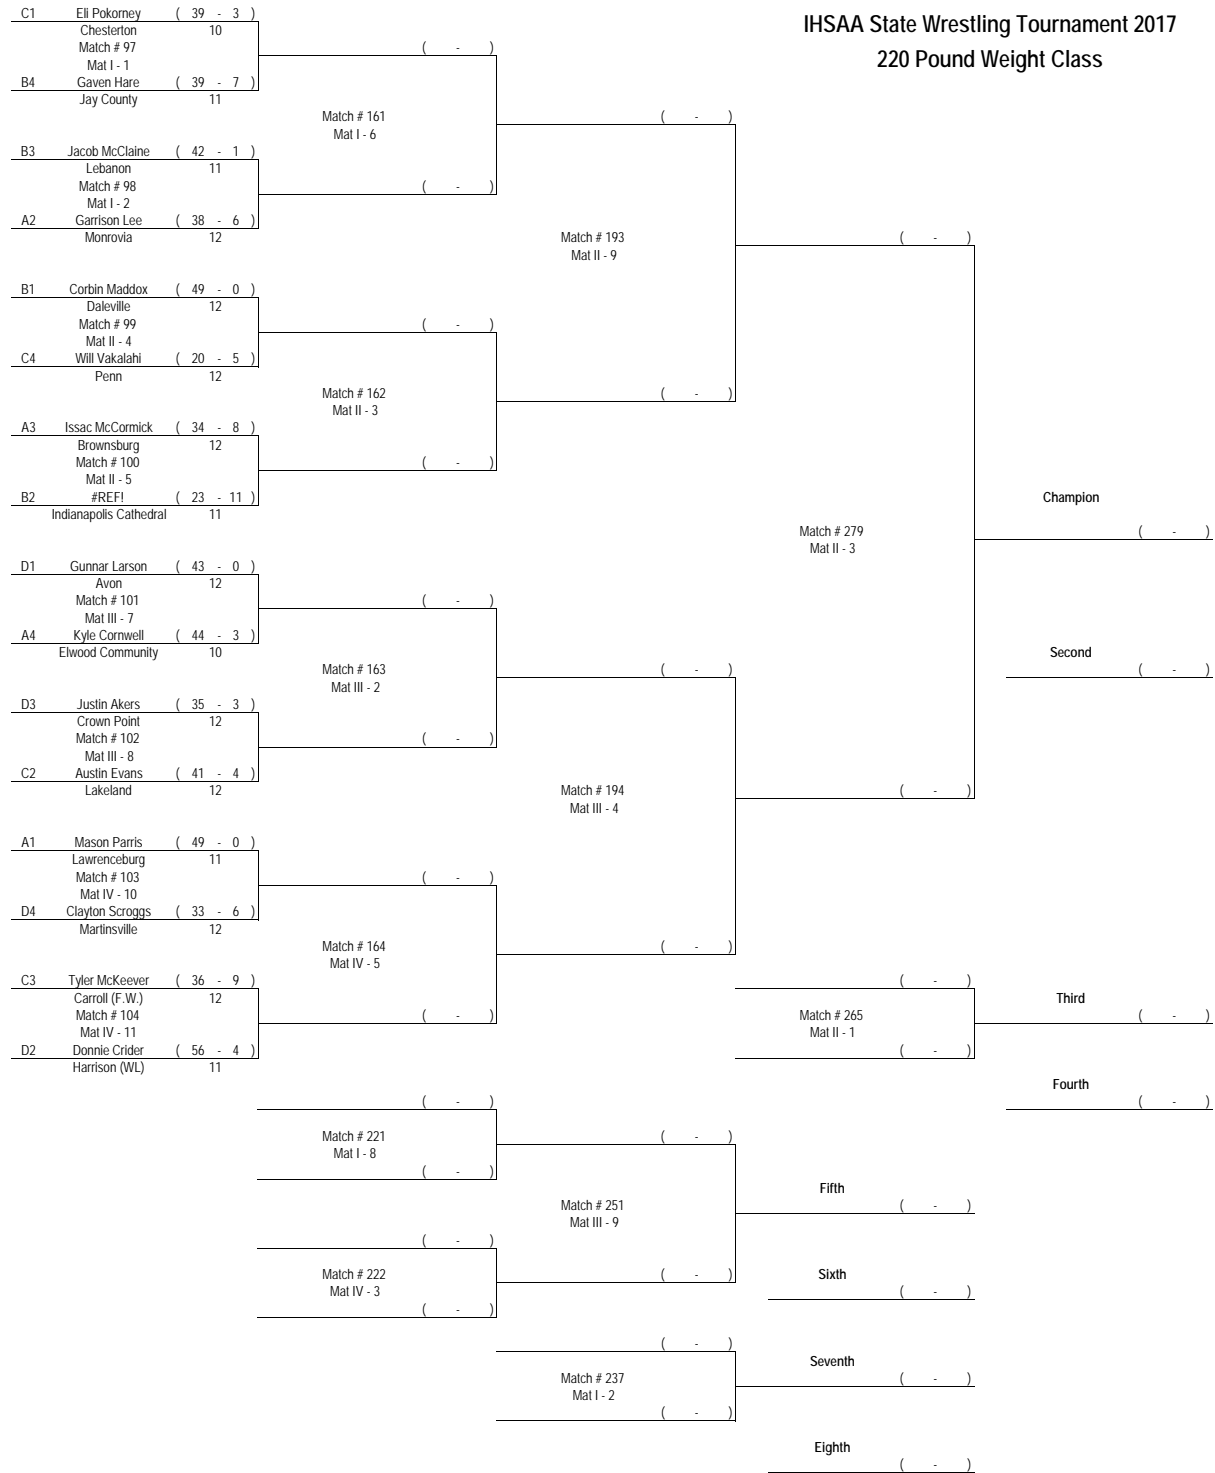 IHSAA State Wrestling Tournament 2017
220 Pound Weight Class
C1 Eli Pokorney ( 39 - 3 )
Chesterton 10
Match # 97
Mat I - 1
( - )
B4 Gaven Hare ( 39 - 7 )
Jay County 11
Match # 161
Mat I - 6
( - )
B3 Jacob McClaine ( 42 - 1 )
Lebanon 11
Match # 98
Mat I - 2
( - )
A2 Garrison Lee ( 38 - 6 )
Monrovia 12
Match # 193
Mat II - 9
( - )
B1 Corbin Maddox ( 49 - 0 )
Daleville 12
Match # 99
Mat II - 4
( - )
C4 Will Vakalahi ( 20 - 5 )
Penn 12
Match # 162
Mat II - 3
( - )
A3 Issac McCormick ( 34 - 8 )
Brownsburg 12
Match # 100
Mat II - 5
( - )
B2 #REF! ( 23 - 11 )
Indianapolis Cathedral 11
Champion
( - )
Match # 279
Mat II - 3
D1 Gunnar Larson ( 43 - 0 )
Avon 12
Match # 101
Mat III - 7
( - )
A4 Kyle Cornwell ( 44 - 3 )
Elwood Community 10
Second
( - )
Match # 163
Mat III - 2
( - )
D3 Justin Akers ( 35 - 3 )
Crown Point 12
Match # 102
Mat III - 8
( - )
C2 Austin Evans ( 41 - 4 )
Lakeland 12
Match # 194
Mat III - 4
( - )
A1 Mason Parris ( 49 - 0 )
Lawrenceburg 11
Match # 103
Mat IV - 10
( - )
D4 Clayton Scroggs ( 33 - 6 )
Martinsville 12
Match # 164
Mat IV - 5
( - )
C3 Tyler McKeever ( 36 - 9 )
Carroll (F.W.) 12
Match # 104
Mat IV - 11
( - )
D2 Donnie Crider ( 56 - 4 )
Harrison (WL) 11
( - )
Match # 265
Mat II - 1
( - )
Third
( - )
Fourth
( - )
( - )
Match # 221
Mat I - 8
( - )
( - )
Match # 251
Mat III - 9
Fifth
( - )
( - )
Match # 222
Mat IV - 3
( - )
( - )
Sixth
( - )
( - )
Match # 237
Mat I - 2
( - )
Seventh
( - )
Eighth
( - )